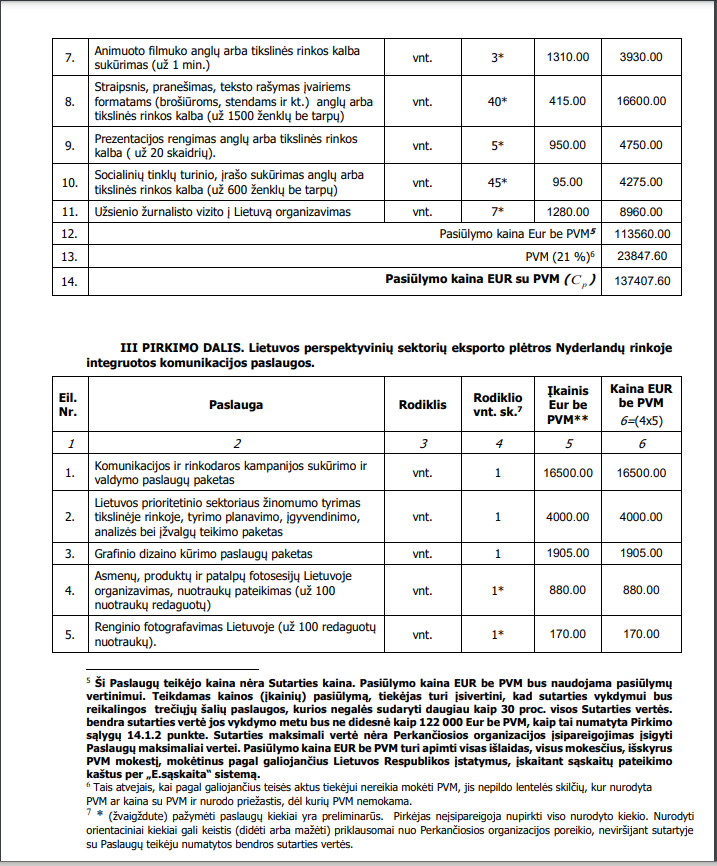 7. Animuoto filmuko anglų arba tikslinės rinkos kalba
sukūrimas (už 1 min.) vnt. 3* 1310.00 3930.00
8. Straipsnis, pranešimas, teksto rašymas įvairiems
formatams (brošiūroms, stendams ir kt.) anglų arba
tikslinės rinkos kalba (už 1500 ženklų be tarpų) vnt. 40* 415.00 16600.00
9. Prezentacijos rengimas anglų arba tikslinės rinkos
kalba ( už 20 skaidrių). vnt. 5* 950.00 4750.00
10. Socialinių tinklų turinio, įrašo sukūrimas anglų arba
tikslinės rinkos kalba (už 600 ženklų be tarpų) vnt. 45* 95.00 4275.00
11. Užsienio žurnalisto vizito į Lietuvą organizavimas vnt. 7* 1280.00 8960.00
12. Pasiūlymo kaina Eur be PVM⁵ 113560.00
13. PVM (21 %)⁶ 23847.60
14. Pasiūlymo kaina EUR su PVM (Cp) 137407.60
III PIRKIMO DALIS. Lietuvos perspektyvinių sektorių eksporto plėtros Nyderlandų rinkoje
integruotos komunikacijos paslaugos.
Eil. Nr. Paslauga Rodiklis Rodiklio vnt. sk.⁷ Įkainis Eur be PVM** Kaina EUR be PVM 6=(4x5)
1 2 3 4 5 6
1. Komunikacijos ir rinkodaros kampanijos sukūrimo ir
valdymo paslaugų paketas vnt. 1 16500.00 16500.00
2. Lietuvos prioritetinio sektoriaus žinomumo tyrimas
tikslinėje rinkoje, tyrimo planavimo, įgyvendinimo,
analizės bei įžvalgų teikimo paketas vnt. 1 4000.00 4000.00
3. Grafinio dizaino kūrimo paslaugų paketas vnt. 1 1905.00 1905.00
4. Asmenų, produktų ir patalpų fotosesijų Lietuvoje
organizavimas, nuotraukų pateikimas (už 100
nuotraukų redaguotų) vnt. 1* 880.00 880.00
5. Renginio fotografavimas Lietuvoje (už 100 redaguotų
nuotraukų). vnt. 1* 170.00 170.00
⁵ Ši Paslaugų teikėjo kaina nėra Sutarties kaina. Pasiūlymo kaina EUR be PVM bus naudojama pasiūlymų
vertinimui. Teikdamas kainos (įkainių) pasiūlymą, tiekėjas turi įsivertini, kad sutarties vykdymui bus
reikalingos trečiųjų šalių paslaugos, kurios negalės sudaryti daugiau kaip 30 proc. visos Sutarties vertės.
bendra sutarties vertė jos vykdymo metu bus ne didesnė kaip 122 000 Eur be PVM, kaip tai numatyta Pirkimo
sąlygų 14.1.2 punkte. Sutarties maksimali vertė nėra Perkančiosios organizacijos įsipareigojimas įsigyti
Paslaugų maksimaliai vertei. Pasiūlymo kaina EUR be PVM turi apimti visas išlaidas, visus mokesčius, išskyrus
PVM mokestį, mokėtinus pagal galiojančius Lietuvos Respublikos įstatymus, įskaitant sąskaitų pateikimo
kaštus per „E.sąskaita“ sistemą.
⁶ Tais atvejais, kai pagal galiojančius teisės aktus tiekėjui nereikia mokėti PVM, jis nepildo lentelės skilčių, kur nurodyta
PVM ar kaina su PVM ir nurodo priežastis, dėl kurių PVM nemokama.
⁷ * (žvaigždute) pažymėti paslaugų kiekiai yra preliminarūs. Pirkėjas neįsipareigoja nupirkti viso nurodyto kiekio. Nurodyti
orientaciniai kiekiai gali keistis (didėti arba mažėti) priklausomai nuo Perkančiosios organizacijos poreikio, neviršijant sutartyje
su Paslaugų teikėju numatytos bendros sutarties vertės.